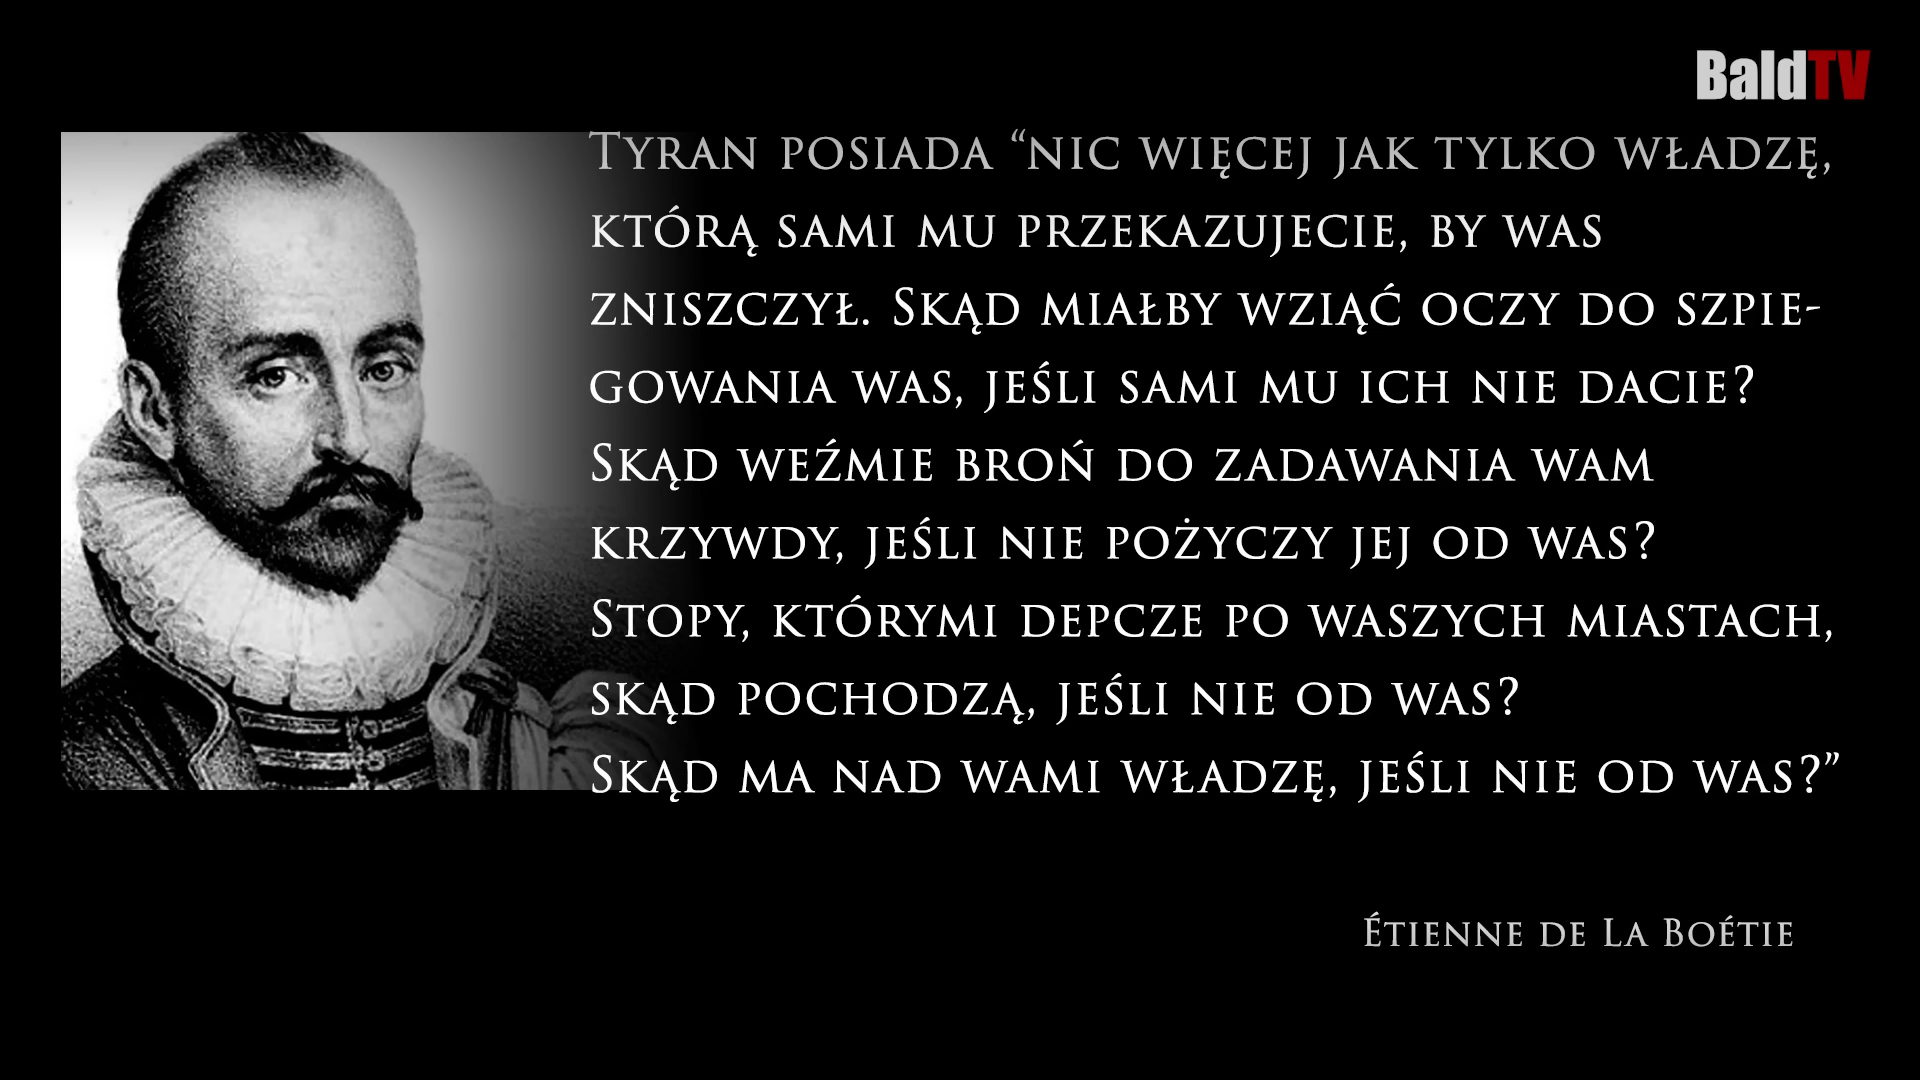 BaldTV
Tyran posiada “nic więcej jak tylko władzę,
którą sami mu przekazujecie, by was
zniszczył. Skąd miałby wziąć oczy do szpie-
gowania was, jeśli sami mu ich nie dacie?
Skąd weźmie broń do zadawania wam
krzywdy, jeśli nie pożyczy jej od was?
Stopy, którymi depcze po waszych miastach,
skąd pochodzą, jeśli nie od was?
Skąd ma nad wami władzę, jeśli nie od was?”
Étienne de La Boétie